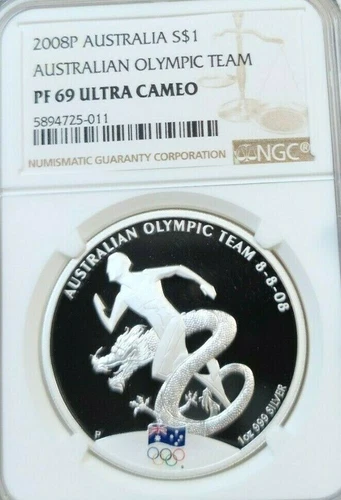 2008P AUSTRALIA S$1
AUSTRALIAN OLYMPIC TEAM
PF 69 ULTRA CAMEO
5894725-011
NUMISMATIC GUARANTY CORPORATION
NGC®
AUSTRALIAN OLYMPIC TEAM 8-8-08
P
1oz 999 SILVER